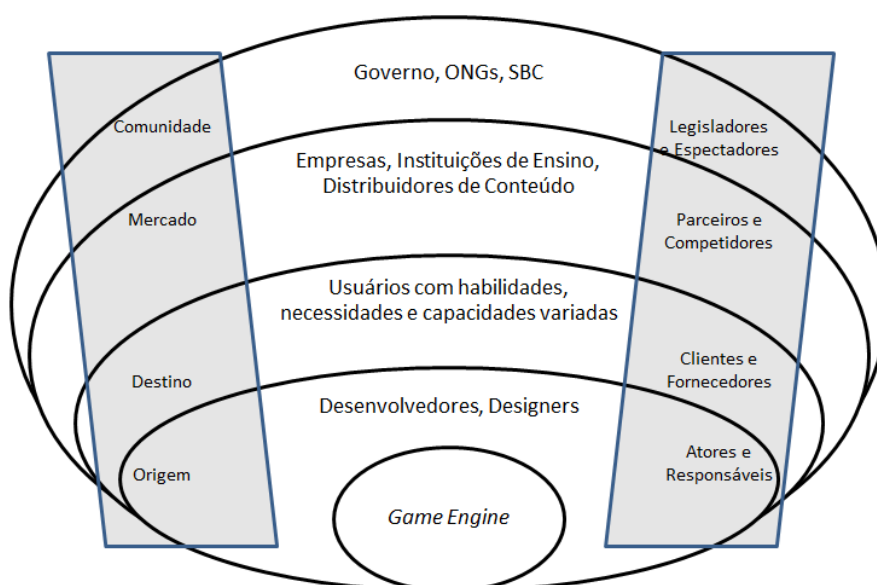 Governo, ONGs, SBC
Comunidade
Legisladores
e Espectadores
Empresas, Instituições de Ensino,
Distribuidores de Conteúdo
Mercado
Parceiros e
Competidores
Usuários com habilidades,
necessidades e capacidades variadas
Destino
Clientes e
Fornecedores
Desenvolvedores, Designers
Origem
Atores e
Responsáveis
Game Engine